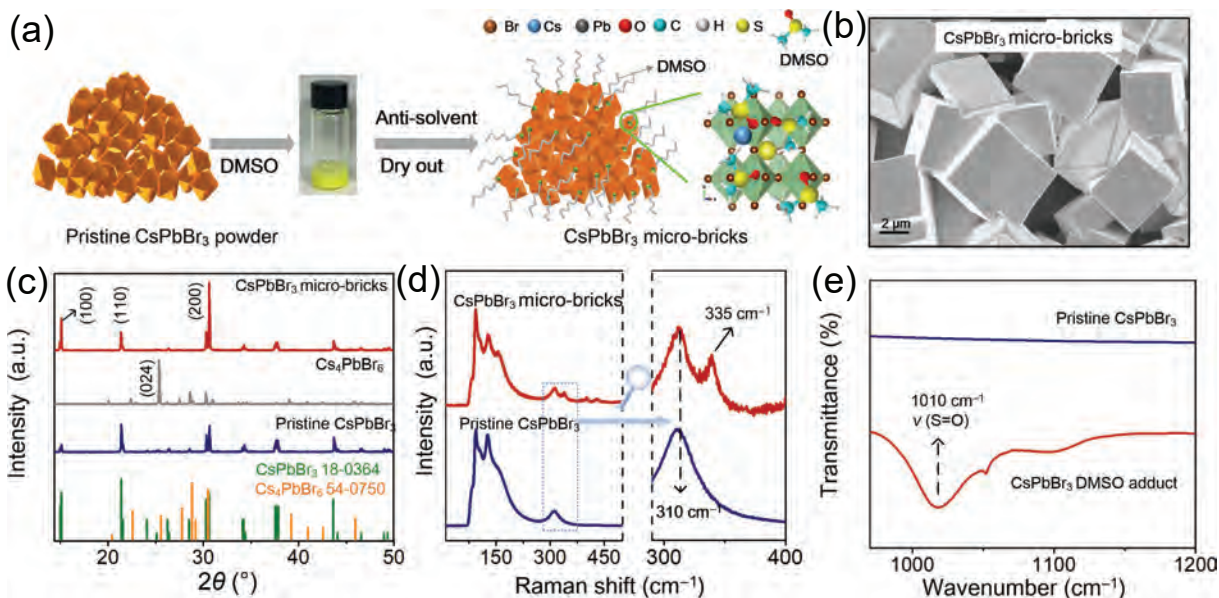 (a)
Br Cs Pb O C H S
DMSO
DMSO
DMSO
Anti-solvent
Dry out
Pristine CsPbBr₃ powder
CsPbBr₃ micro-bricks
(b)
CsPbBr₃ micro-bricks
2 μm
(c)
CsPbBr₃ micro-bricks
(100)
(110)
(200)
Cs₄PbBr₆
(024)
Pristine CsPbBr₃
CsPbBr₃ 18-0364
Cs₄PbBr₆ 54-0750
Intensity (a.u.)
20 30 40 50
2θ (°)
(d)
CsPbBr₃ micro-bricks
335 cm⁻¹
Pristine CsPbBr₃
310 cm⁻¹
Intensity (a.u.)
150 300 450 290 400
Raman shift (cm⁻¹)
(e)
Pristine CsPbBr₃
1010 cm⁻¹
ν (S=O)
CsPbBr₃ DMSO adduct
Transmittance (%)
1000 1100 1200
Wavenumber (cm⁻¹)